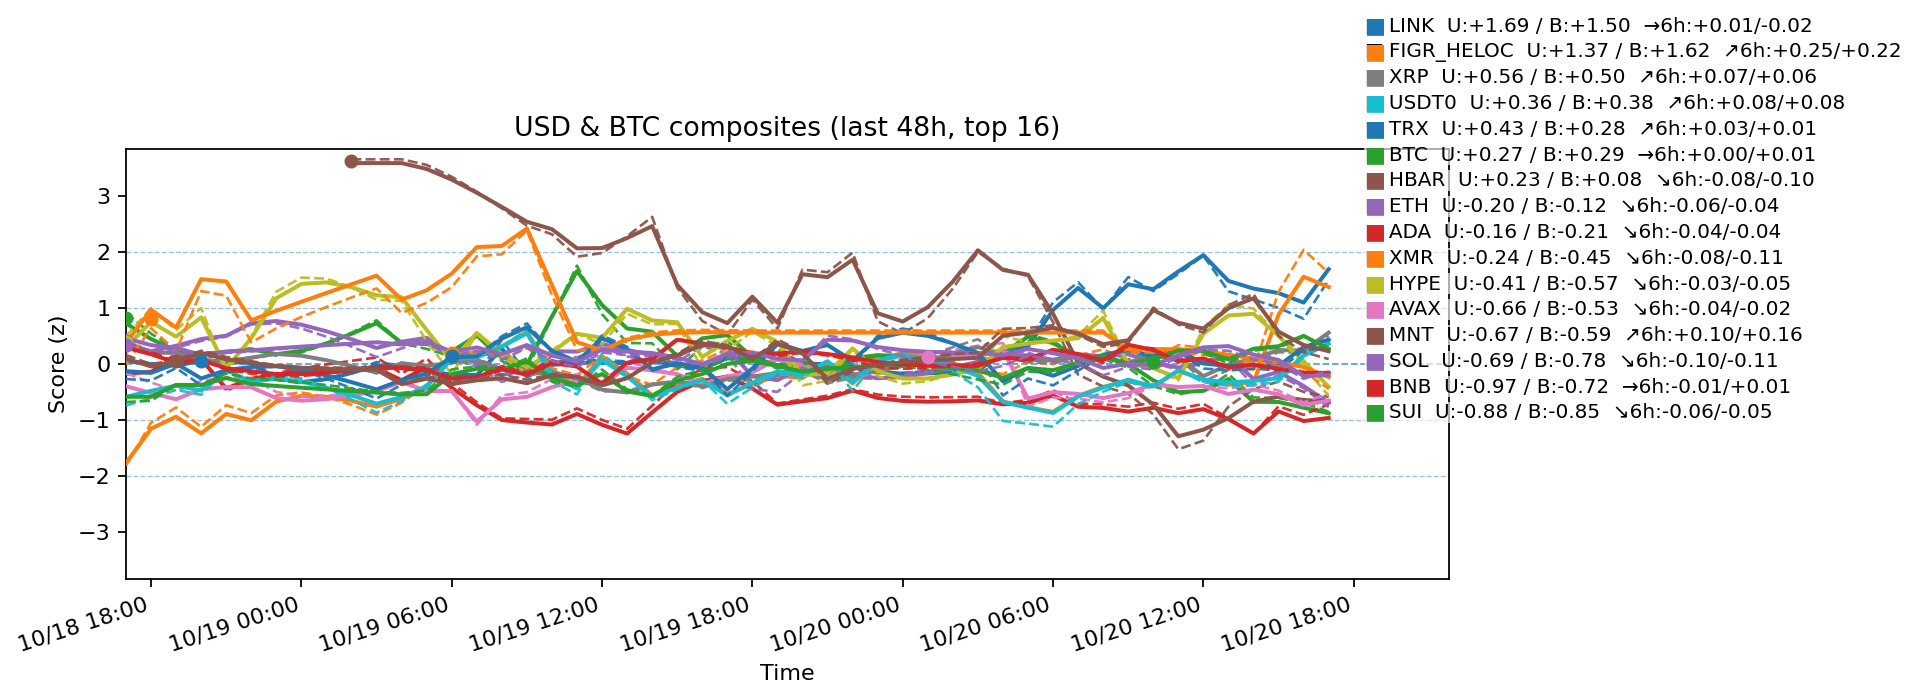 LINK  U:+1.69 / B:+1.50  →6h:+0.01/-0.02
FIGR_HELOC  U:+1.37 / B:+1.62  ↗6h:+0.25/+0.22
XRP  U:+0.56 / B:+0.50  ↗6h:+0.07/+0.06
USDT0  U:+0.36 / B:+0.38  ↗6h:+0.08/+0.08
TRX  U:+0.43 / B:+0.28  ↗6h:+0.03/+0.01
BTC  U:+0.27 / B:+0.29  →6h:+0.00/+0.01
HBAR  U:+0.23 / B:+0.08  ↘6h:-0.08/-0.10
ETH  U:-0.20 / B:-0.12  ↘6h:-0.06/-0.04
ADA  U:-0.16 / B:-0.21  ↘6h:-0.04/-0.04
XMR  U:-0.24 / B:-0.45  ↘6h:-0.08/-0.11
HYPE  U:-0.41 / B:-0.57  ↘6h:-0.03/-0.05
AVAX  U:-0.66 / B:-0.53  ↘6h:-0.04/-0.02
MNT  U:-0.67 / B:-0.59  ↗6h:+0.10/+0.16
SOL  U:-0.69 / B:-0.78  ↘6h:-0.10/-0.11
BNB  U:-0.97 / B:-0.72  →6h:-0.01/+0.01
SUI  U:-0.88 / B:-0.85  ↘6h:-0.06/-0.05
USD & BTC composites (last 48h, top 16)
Score (z)
3
2
1
0
−1
−2
−3
10/18 18:00
10/19 00:00
10/19 06:00
10/19 12:00
10/19 18:00
10/20 00:00
10/20 06:00
10/20 12:00
10/20 18:00
Time